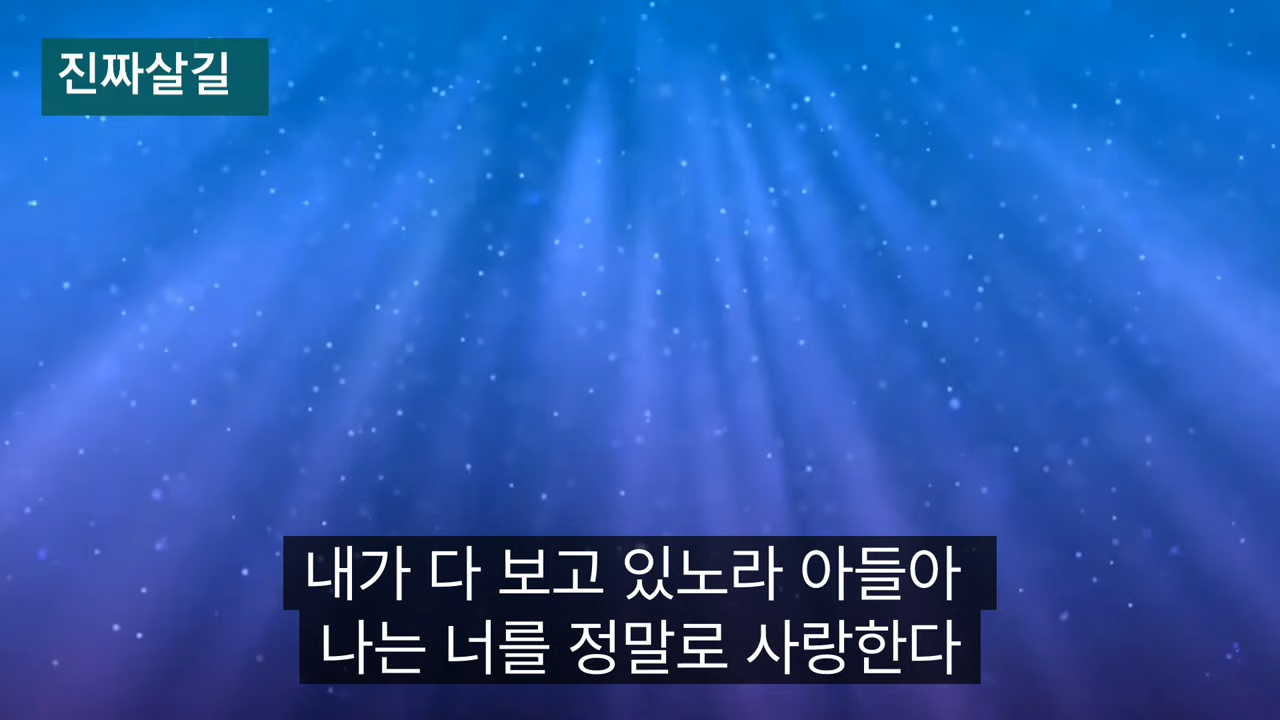 진짜살길
내가 다 보고 있노라 아들아
나는 너를 정말로 사랑한다